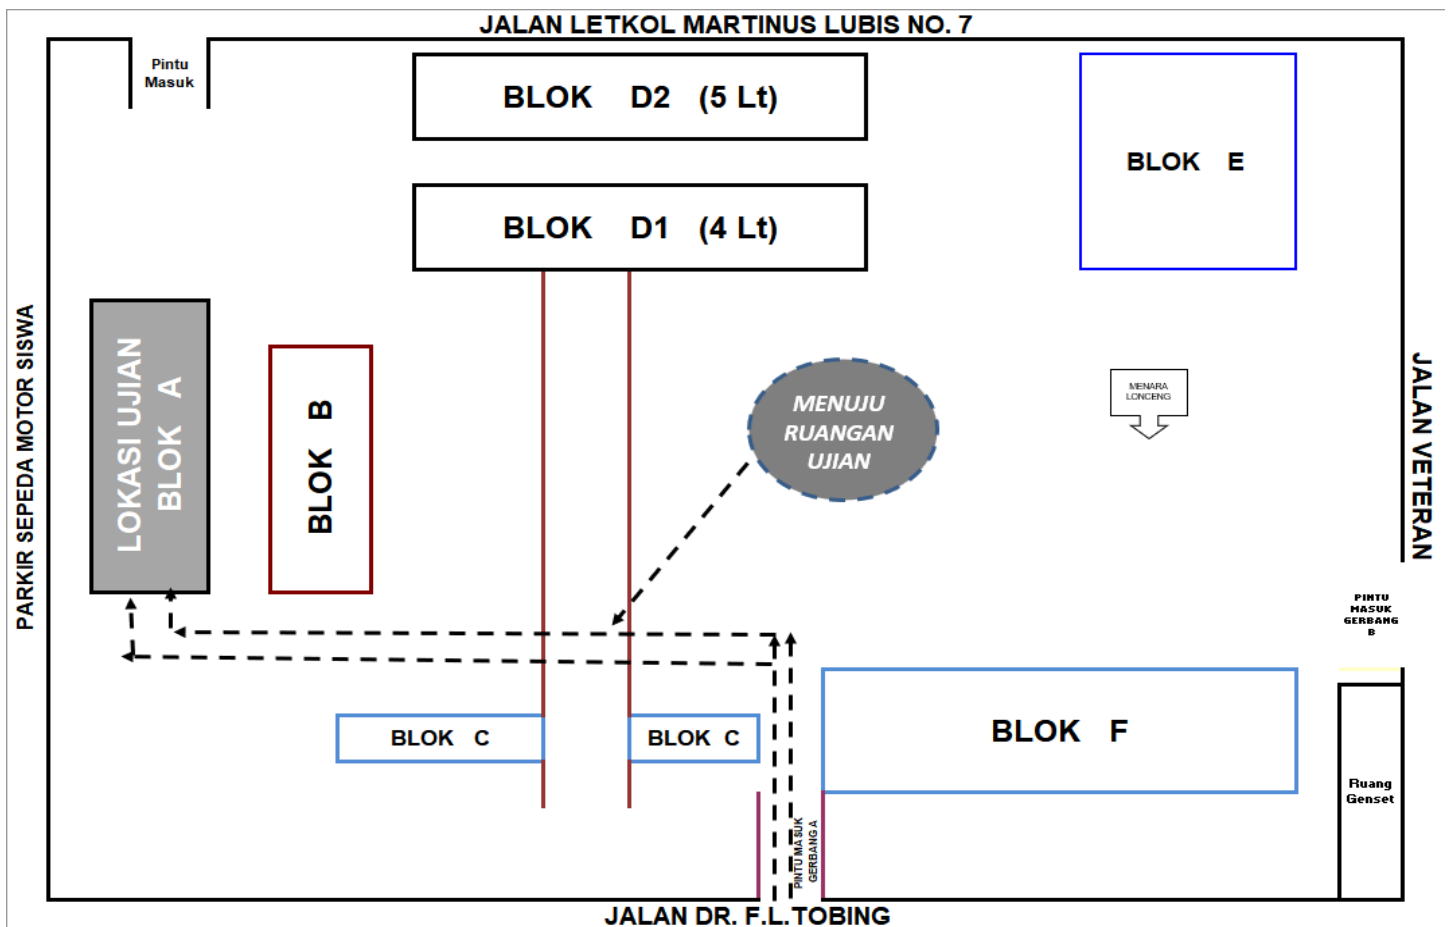 JALAN LETKOL MARTINUS LUBIS NO. 7
Pintu
Masuk
BLOK D2 (5 Lt)
BLOK E
BLOK D1 (4 Lt)
PARKIR SEPEDA MOTOR SISWA
LOKASI UJIAN
BLOK A
BLOK B
MENUJU
RUANGAN
UJIAN
MENARA
LONCENG
JALAN VETERAN
PINTU
MASUK
GERBANG
B
BLOK C
BLOK C
BLOK F
Ruang
Genset
PINTU MASUK
GERBANG A
JALAN DR. F.L.TOBING